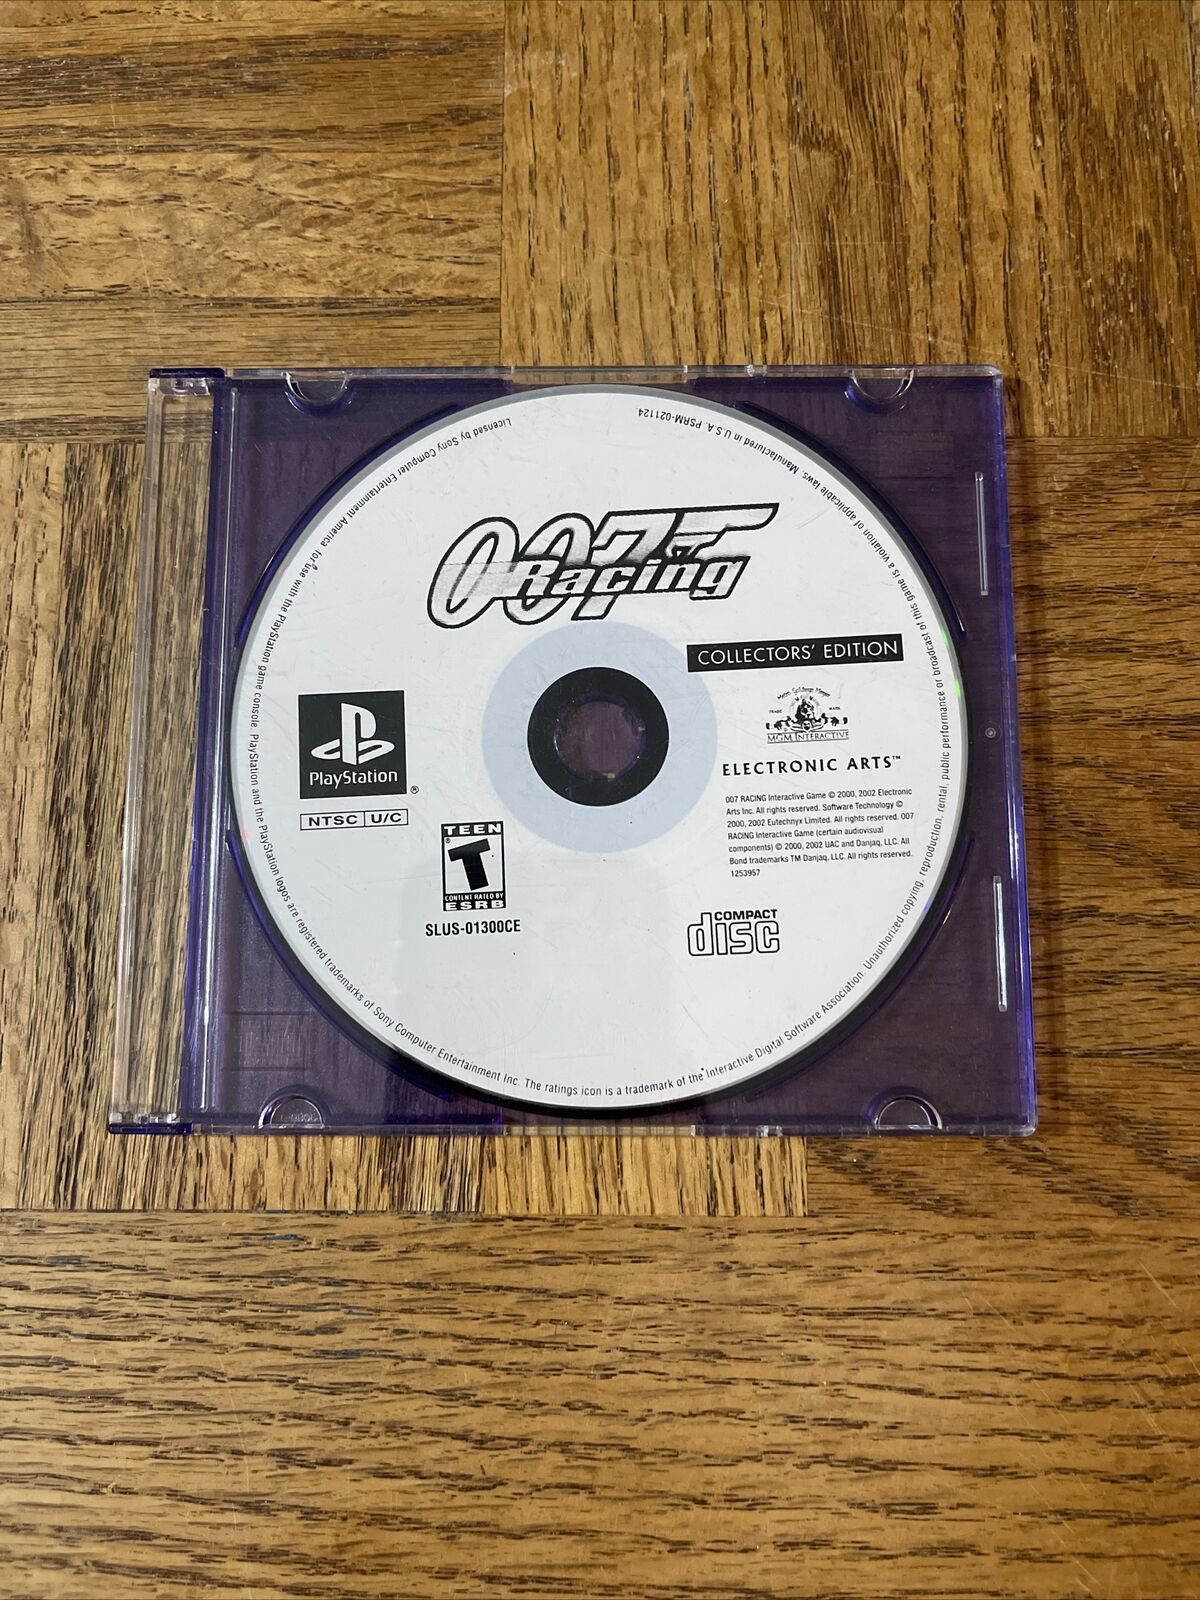 007 Racing
COLLECTORS' EDITION
PlayStation®
NTSC U/C
TEEN
T
®
CONTENT RATED BY
ESRB
SLUS-01300CE
TRADE MARK
MGM INTERACTIVE
ELECTRONIC ARTS™
007 RACING Interactive Game © 2000, 2002 Electronic
Arts Inc. All rights reserved. Software Technology ©
2000, 2002 Eutechnyx Limited. All rights reserved. 007
RACING Interactive Game (certain audiovisual
components) © 2000, 2002 UAC and Danjaq, LLC. All
Bond trademarks TM Danjaq, LLC. All rights reserved.
1253957
COMPACT
disc
Licensed by Sony Computer Entertainment America for use with the PlayStation game console. PlayStation and the PlayStation logos are registered trademarks of Sony Computer Entertainment Inc. The ratings icon is a trademark of the Interactive Digital Software Association. Unauthorized copying, reproduction, rental, public performance or broadcast of this game is a violation of applicable laws. Manufactured in U.S.A. PSRM-021124